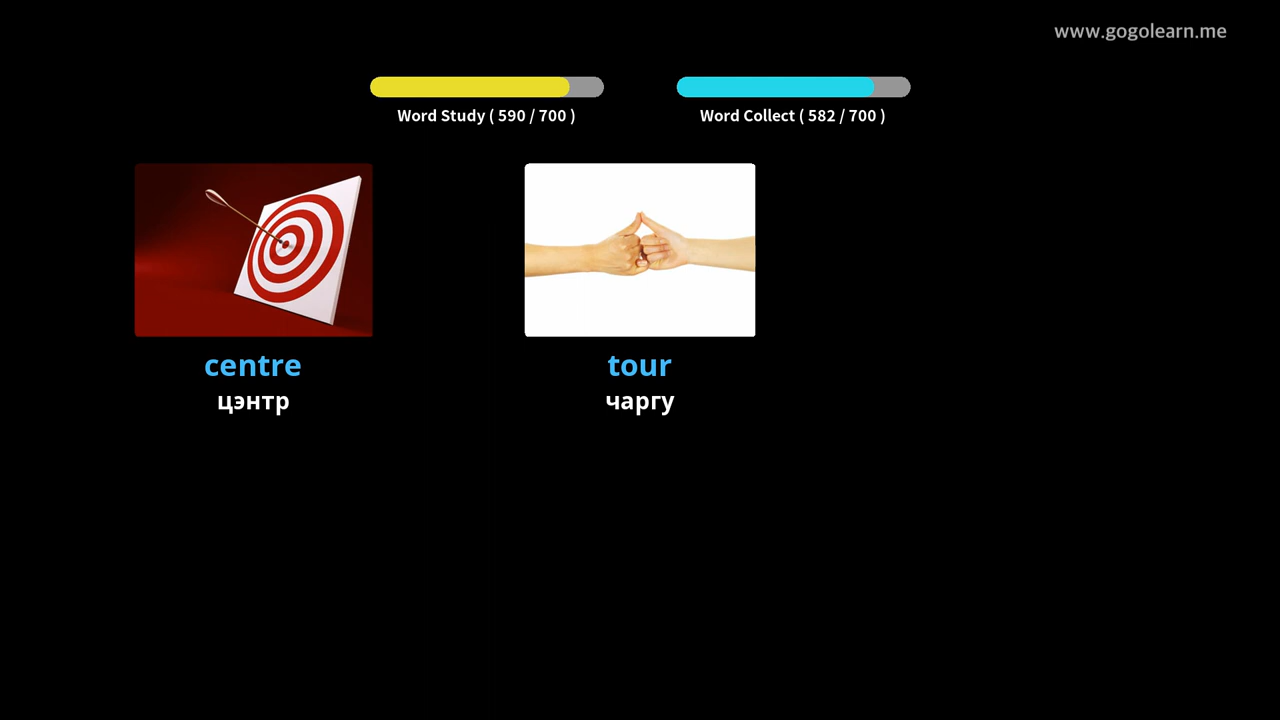 www.gogolearn.me
Word Study ( 590 / 700 )
Word Collect ( 582 / 700 )
centre
tour
цэнтр
чаргу